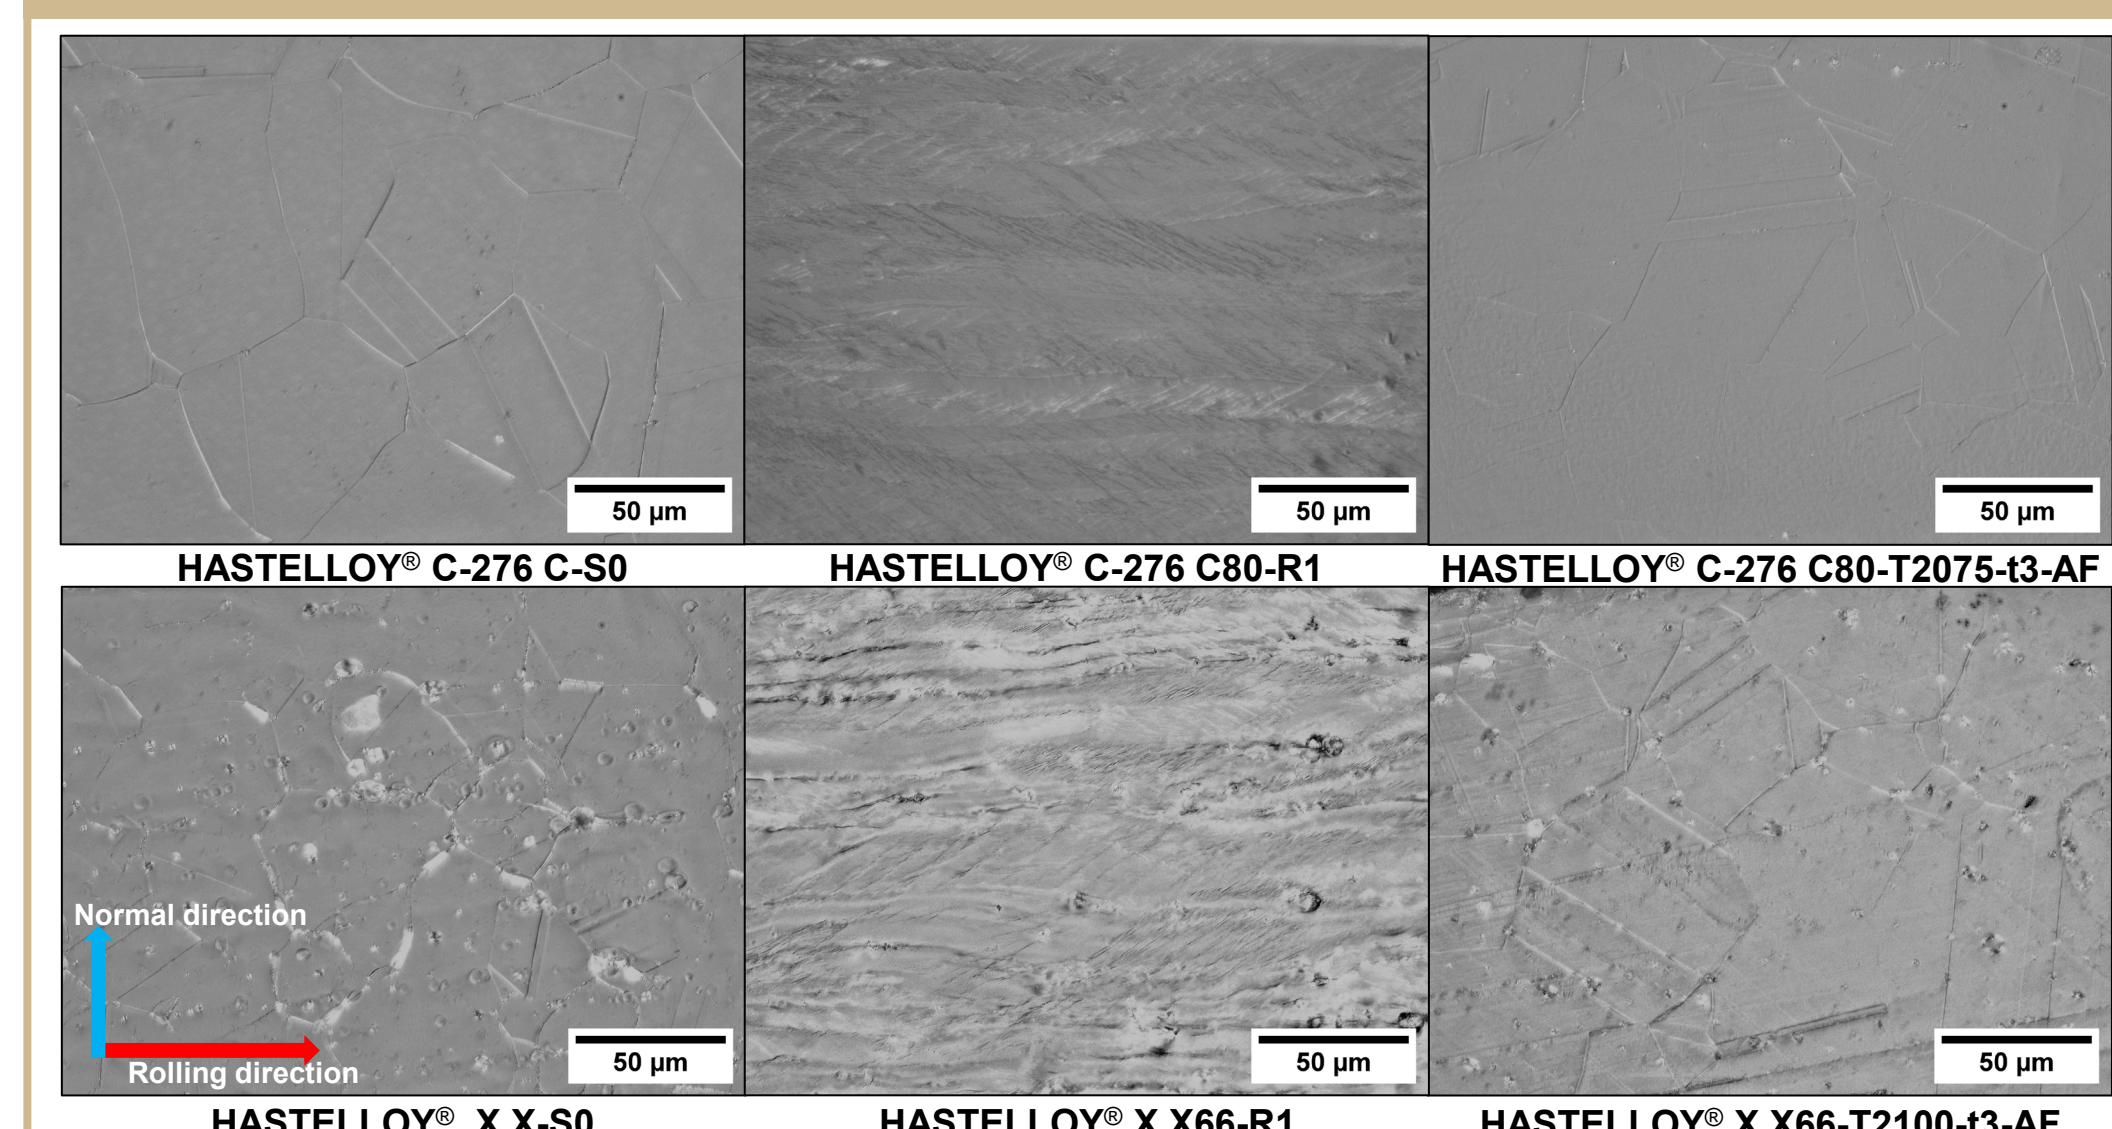 50 µm
50 µm
50 µm
HASTELLOY® C-276 C-S0
HASTELLOY® C-276 C80-R1
HASTELLOY® C-276 C80-T2075-t3-AF
Normal direction
Rolling direction
50 µm
50 µm
50 µm
HASTELLOY® X X-S0
HASTELLOY® X X66-R1
HASTELLOY® X X66-T2100-t3-AF